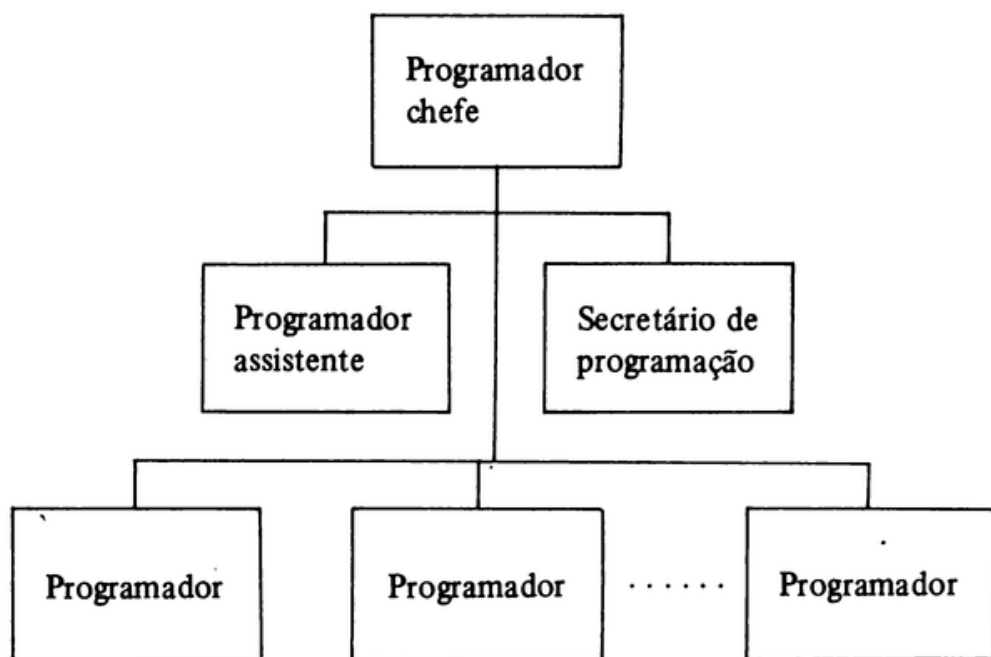 Programador
chefe
Programador
assistente
Secretário de
programação
Programador
Programador
......
Programador